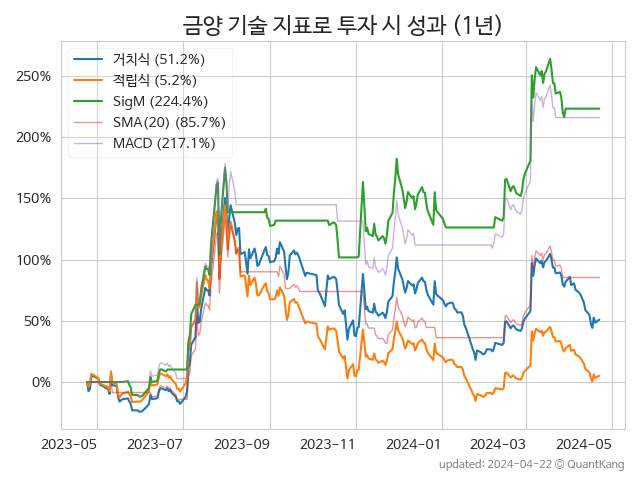 금양 기술 지표로 투자 시 성과 (1년)
거치식 (51.2%)
적립식 (5.2%)
SigM (224.4%)
SMA(20) (85.7%)
MACD (217.1%)
250%
200%
150%
100%
50%
0%
2023-05 2023-07 2023-09 2023-11 2024-01 2024-03 2024-05
updated: 2024-04-22 © QuantKang